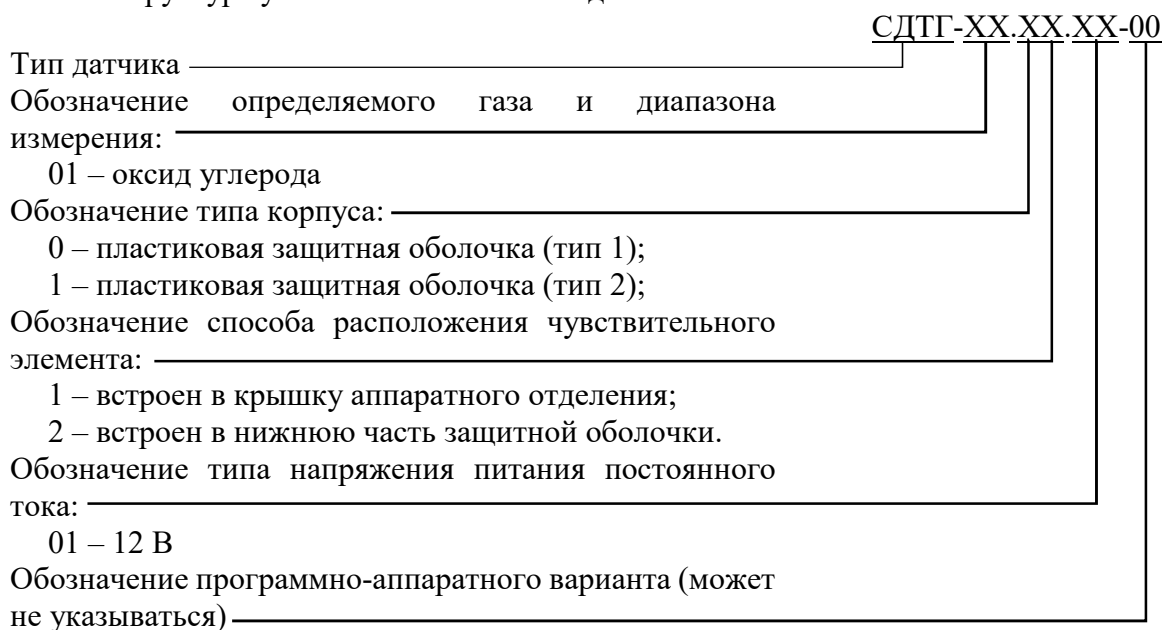 СДТГ-ХХ.ХХ.ХХ-00
Тип датчика
Обозначение определяемого газа и диапазона
измерения:
01 – оксид углерода
Обозначение типа корпуса:
0 – пластиковая защитная оболочка (тип 1);
1 – пластиковая защитная оболочка (тип 2);
Обозначение способа расположения чувствительного
элемента:
1 – встроен в крышку аппаратного отделения;
2 – встроен в нижнюю часть защитной оболочки.
Обозначение типа напряжения питания постоянного
тока:
01 – 12 В
Обозначение программно-аппаратного варианта (может
не указываться)